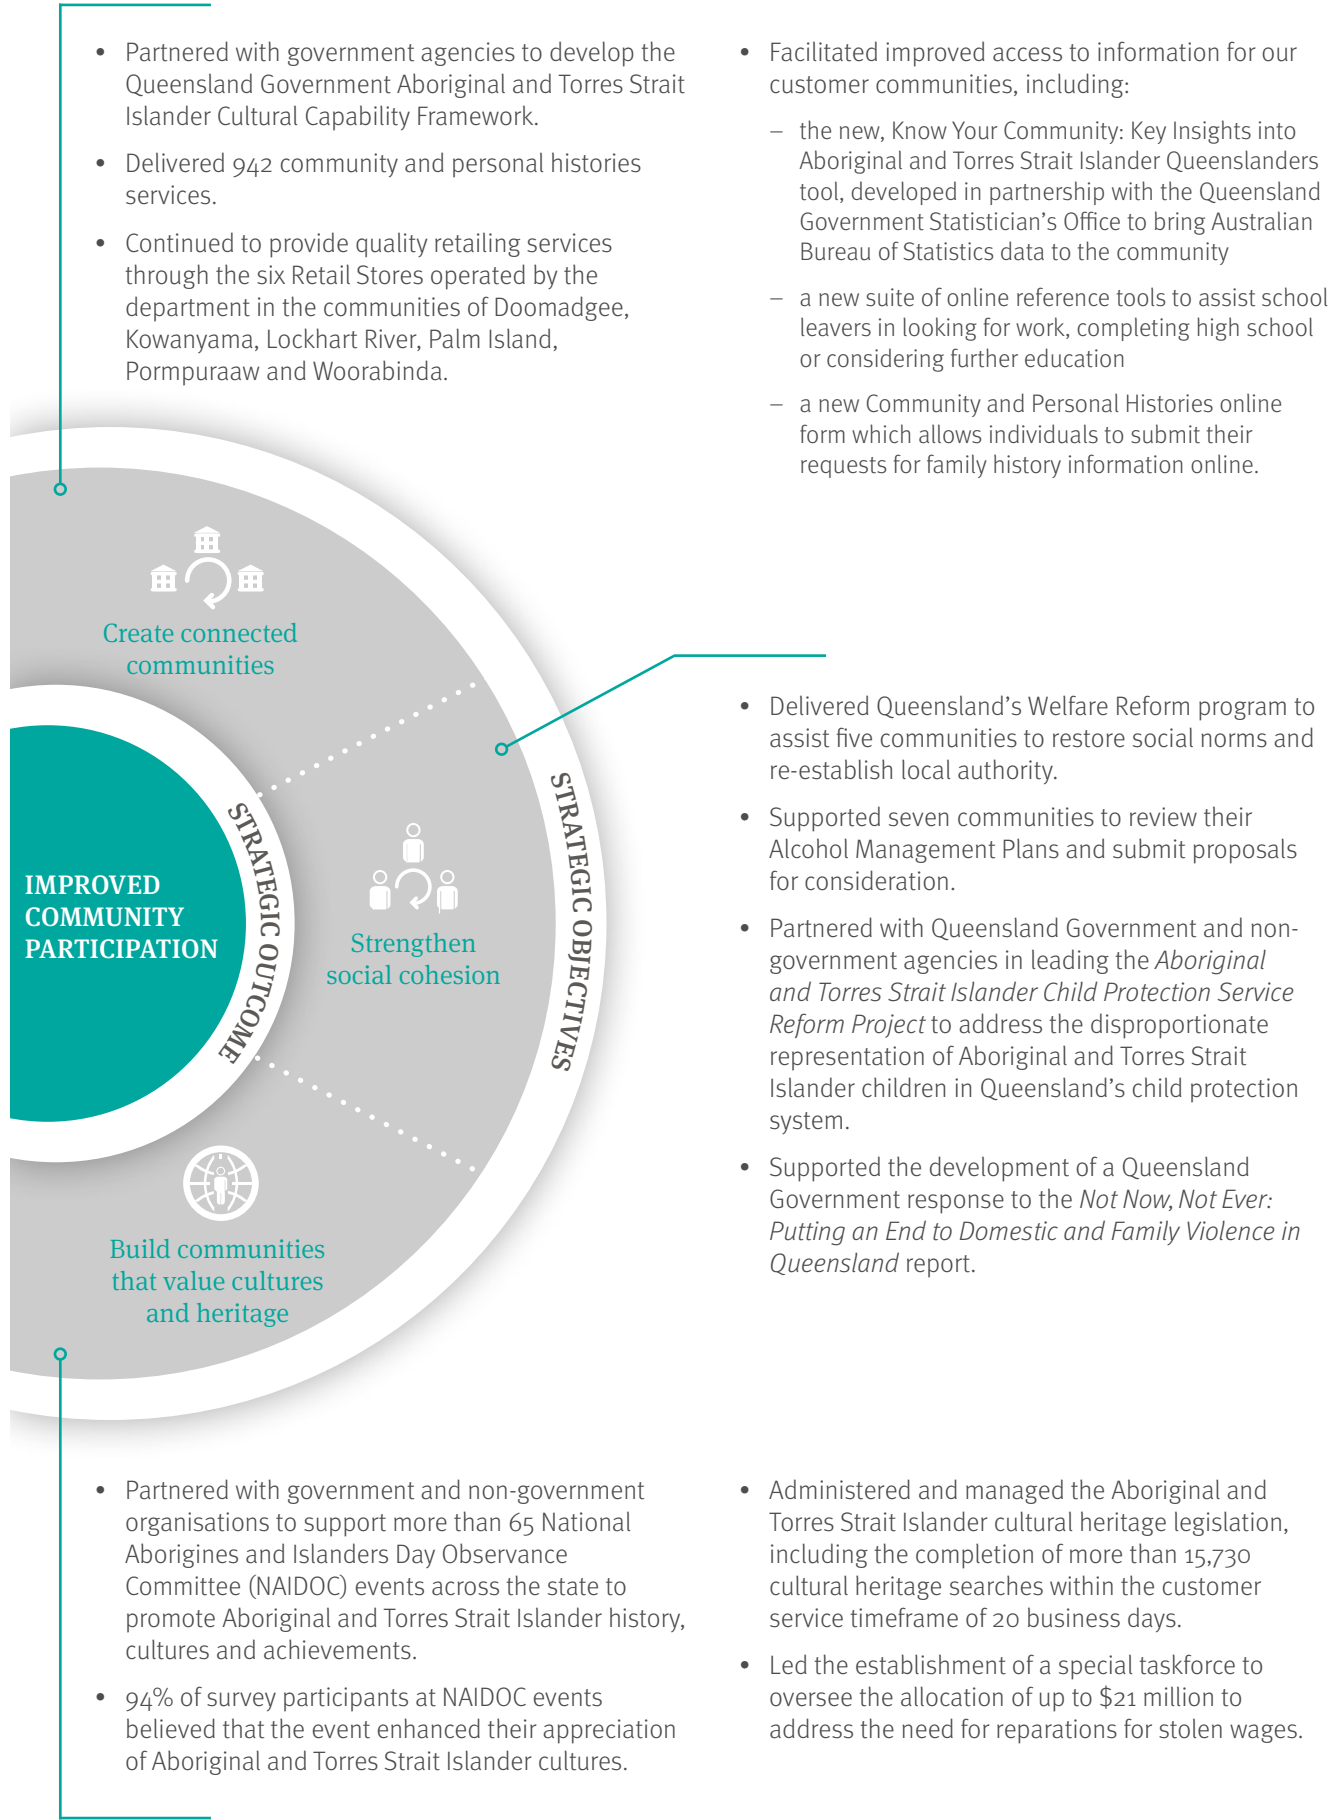 • Partnered with government agencies to develop the
Queensland Government Aboriginal and Torres Strait
Islander Cultural Capability Framework.
• Delivered 942 community and personal histories
services.
• Continued to provide quality retailing services
through the six Retail Stores operated by the
department in the communities of Doomadgee,
Kowanyama, Lockhart River, Palm Island,
Pormpuraaw and Woorabinda.
• Facilitated improved access to information for our
customer communities, including:
– the new, Know Your Community: Key Insights into
Aboriginal and Torres Strait Islander Queenslanders
tool, developed in partnership with the Queensland
Government Statistician’s Office to bring Australian
Bureau of Statistics data to the community
– a new suite of online reference tools to assist school
leavers in looking for work, completing high school
or considering further education
– a new Community and Personal Histories online
form which allows individuals to submit their
requests for family history information online.
Create connected
communities
IMPROVED
COMMUNITY
PARTICIPATION
STRATEGIC OUTCOME
Strengthen
social cohesion
STRATEGIC OBJECTIVES
Build communities
that value cultures
and heritage
• Delivered Queensland’s Welfare Reform program to
assist five communities to restore social norms and
re-establish local authority.
• Supported seven communities to review their
Alcohol Management Plans and submit proposals
for consideration.
• Partnered with Queensland Government and non-
government agencies in leading the Aboriginal
and Torres Strait Islander Child Protection Service
Reform Project to address the disproportionate
representation of Aboriginal and Torres Strait
Islander children in Queensland’s child protection
system.
• Supported the development of a Queensland
Government response to the Not Now, Not Ever:
Putting an End to Domestic and Family Violence in
Queensland report.
• Partnered with government and non-government
organisations to support more than 65 National
Aborigines and Islanders Day Observance
Committee (NAIDOC) events across the state to
promote Aboriginal and Torres Strait Islander history,
cultures and achievements.
• 94% of survey participants at NAIDOC events
believed that the event enhanced their appreciation
of Aboriginal and Torres Strait Islander cultures.
• Administered and managed the Aboriginal and
Torres Strait Islander cultural heritage legislation,
including the completion of more than 15,730
cultural heritage searches within the customer
service timeframe of 20 business days.
• Led the establishment of a special taskforce to
oversee the allocation of up to $21 million to
address the need for reparations for stolen wages.